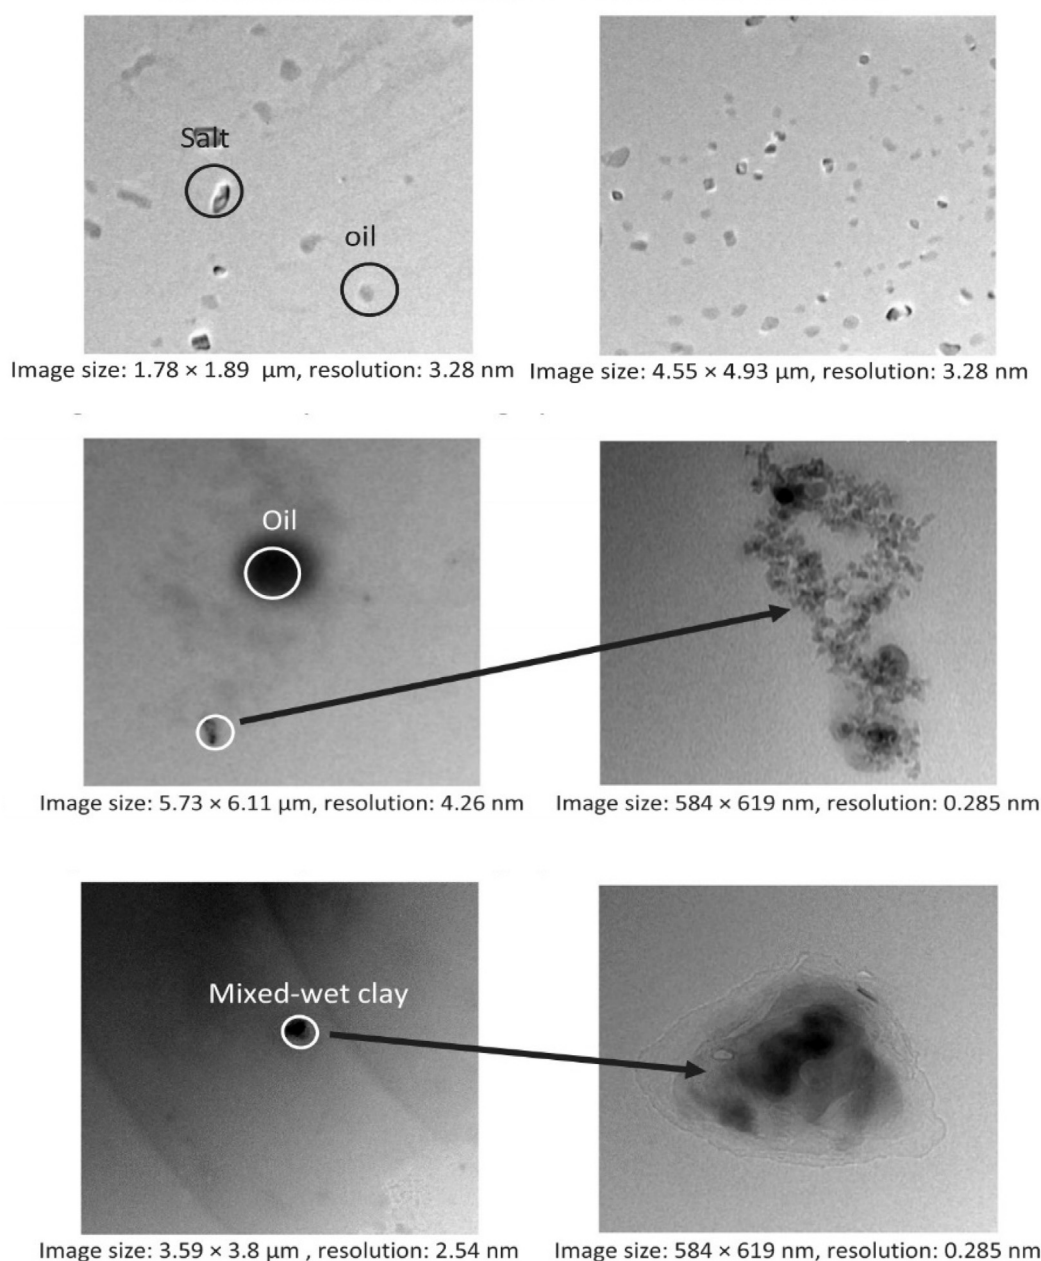 Salt
oil
Image size: 1.78 × 1.89 μm, resolution: 3.28 nm
Image size: 4.55 × 4.93 μm, resolution: 3.28 nm
Oil
Image size: 5.73 × 6.11 μm, resolution: 4.26 nm
Image size: 584 × 619 nm, resolution: 0.285 nm
Mixed-wet clay
Image size: 3.59 × 3.8 μm , resolution: 2.54 nm
Image size: 584 × 619 nm, resolution: 0.285 nm